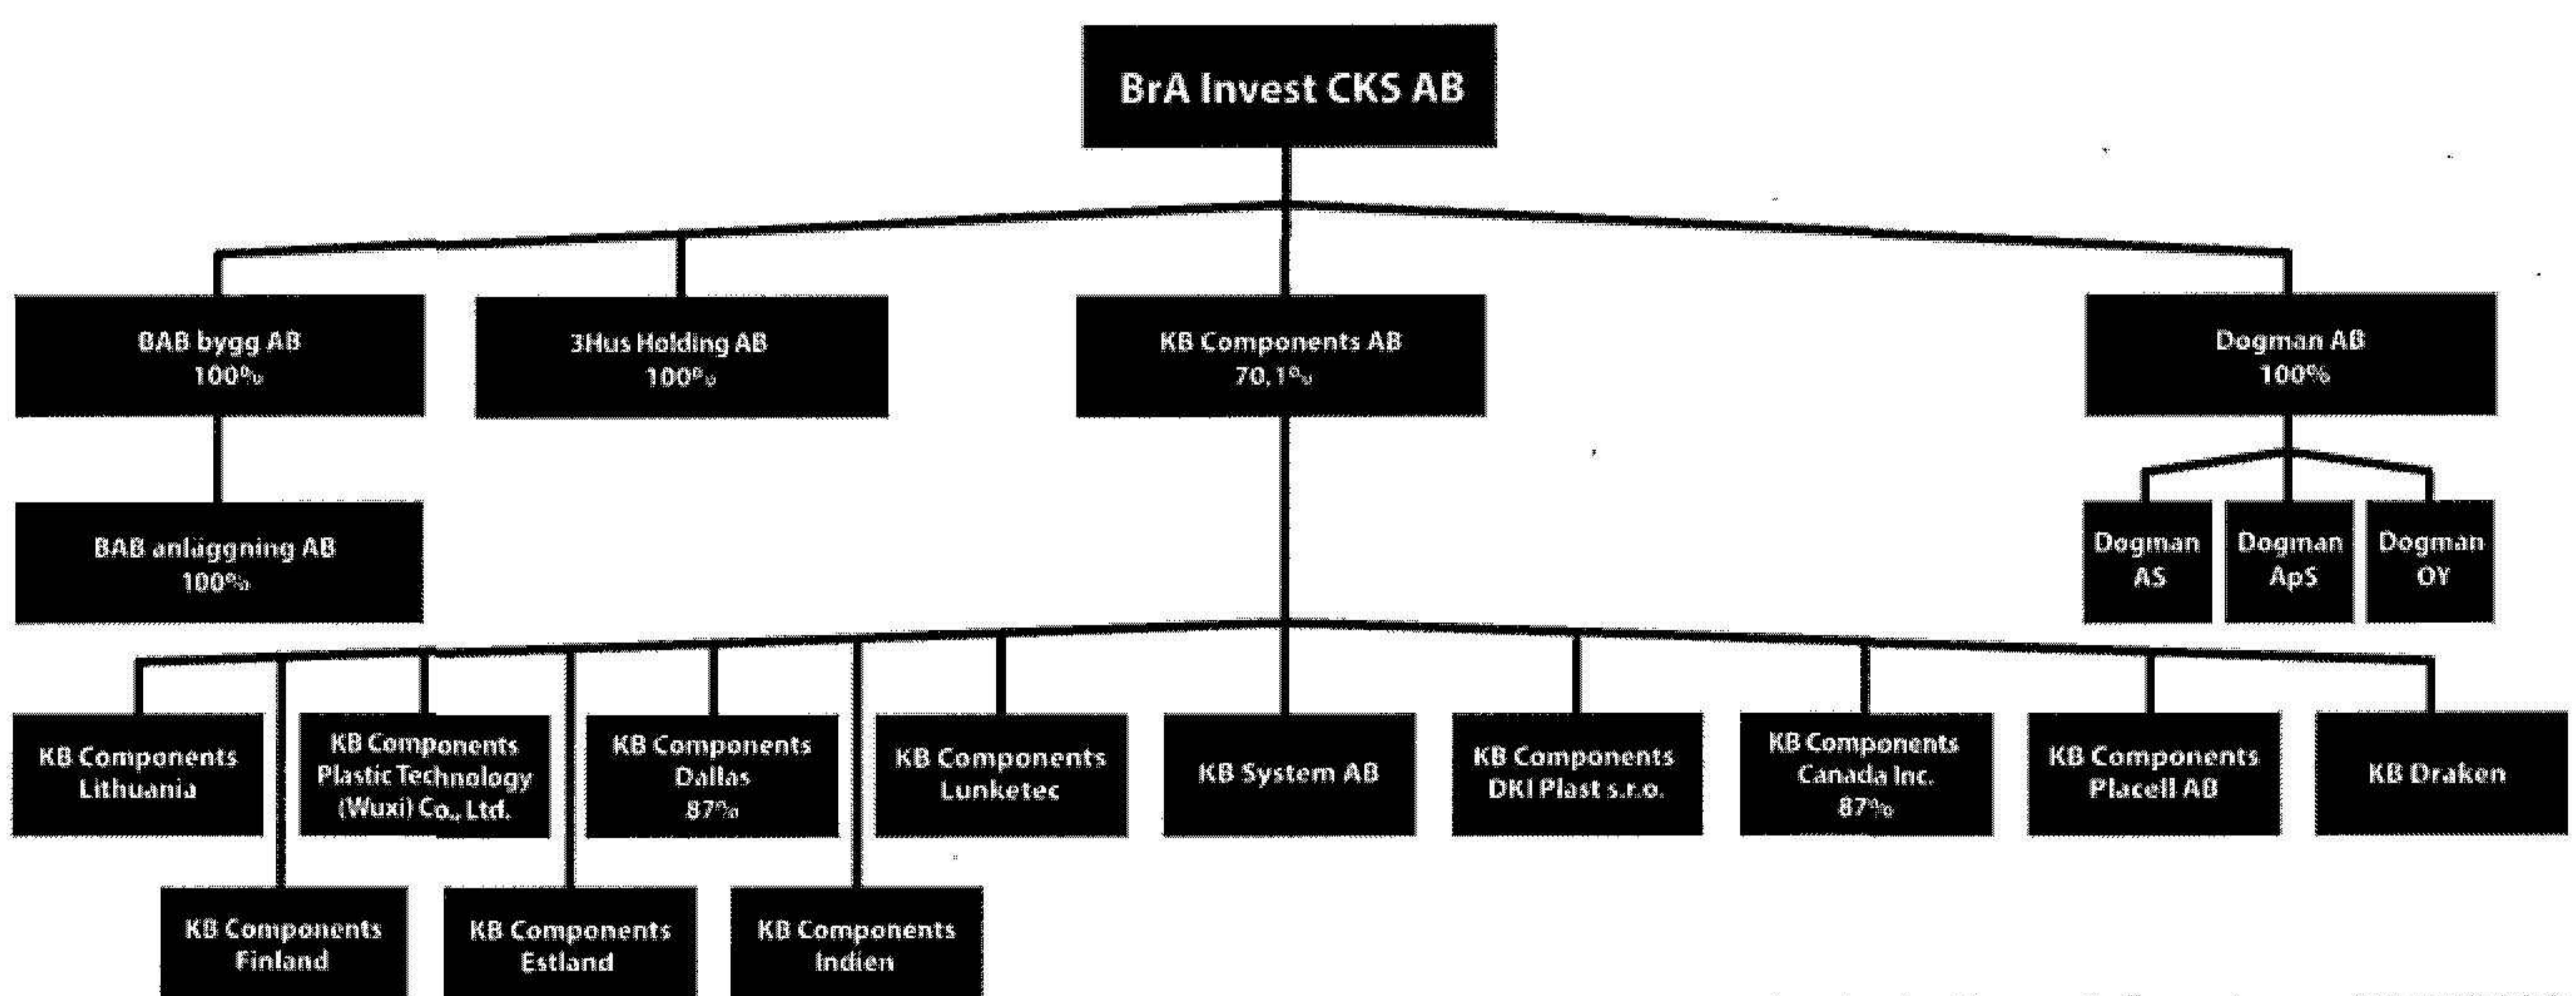 BrA Invest CKS AB
BAB bygg AB
100%
3Hus Holding AB
100%
KB Components AB
70,1%
Dogman AB
100%
BAB anläggning AB
100%
Dogman
AS
Dogman
ApS
Dogman
OY
KB Components
Lithuania
KB Components
Plastic Technology
(Wuxi) Co., Ltd.
KB Components
Dallas
87%
KB Components
Lunketec
KB System AB
KB Components
DKI Plast s.r.o.
KB Components
Canada Inc.
87%
KB Components
Placell AB
KB Draken
KB Components
Finland
KB Components
Estland
KB Components
Indien